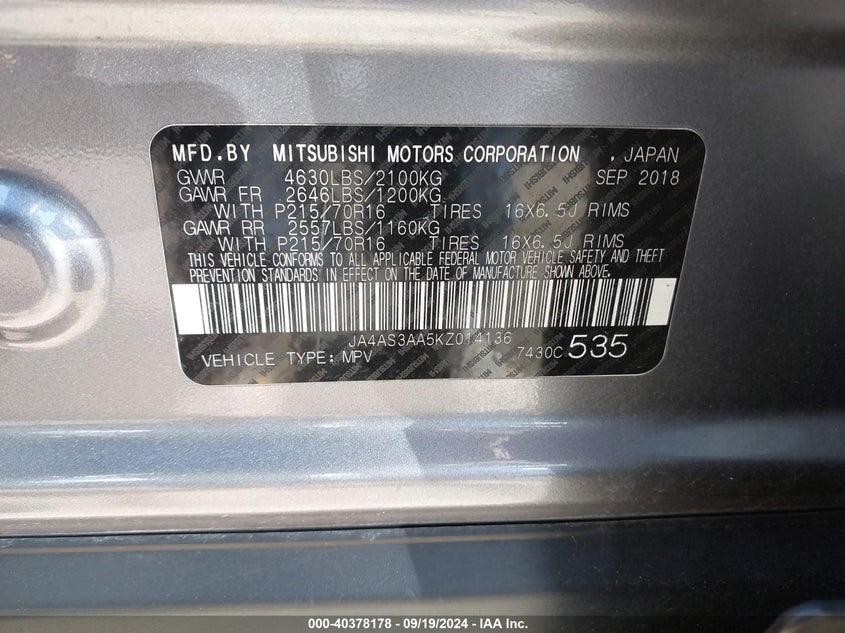 MFD.BY MITSUBISHI MOTORS CORPORATION , JAPAN
GVWR 4630LBS/2100KG SEP 2018
GAWR FR 2646LBS/1200KG
WITH P215/70R16 TIRES 16X6.5J RIMS
GAWR RR 2557LBS/1160KG
WITH P215/70R16 TIRES 16X6.5J RIMS
THIS VEHICLE CONFORMS TO ALL APPLICABLE FEDERAL MOTOR VEHICLE SAFETY AND THEFT
PREVENTION STANDARDS IN EFFECT ON THE DATE OF MANUFACTURE SHOWN ABOVE.
JA4AS3AA5KZ014136
VEHICLE TYPE: MPV 7430C 535
000-40378178 - 09/19/2024 - IAA Inc.